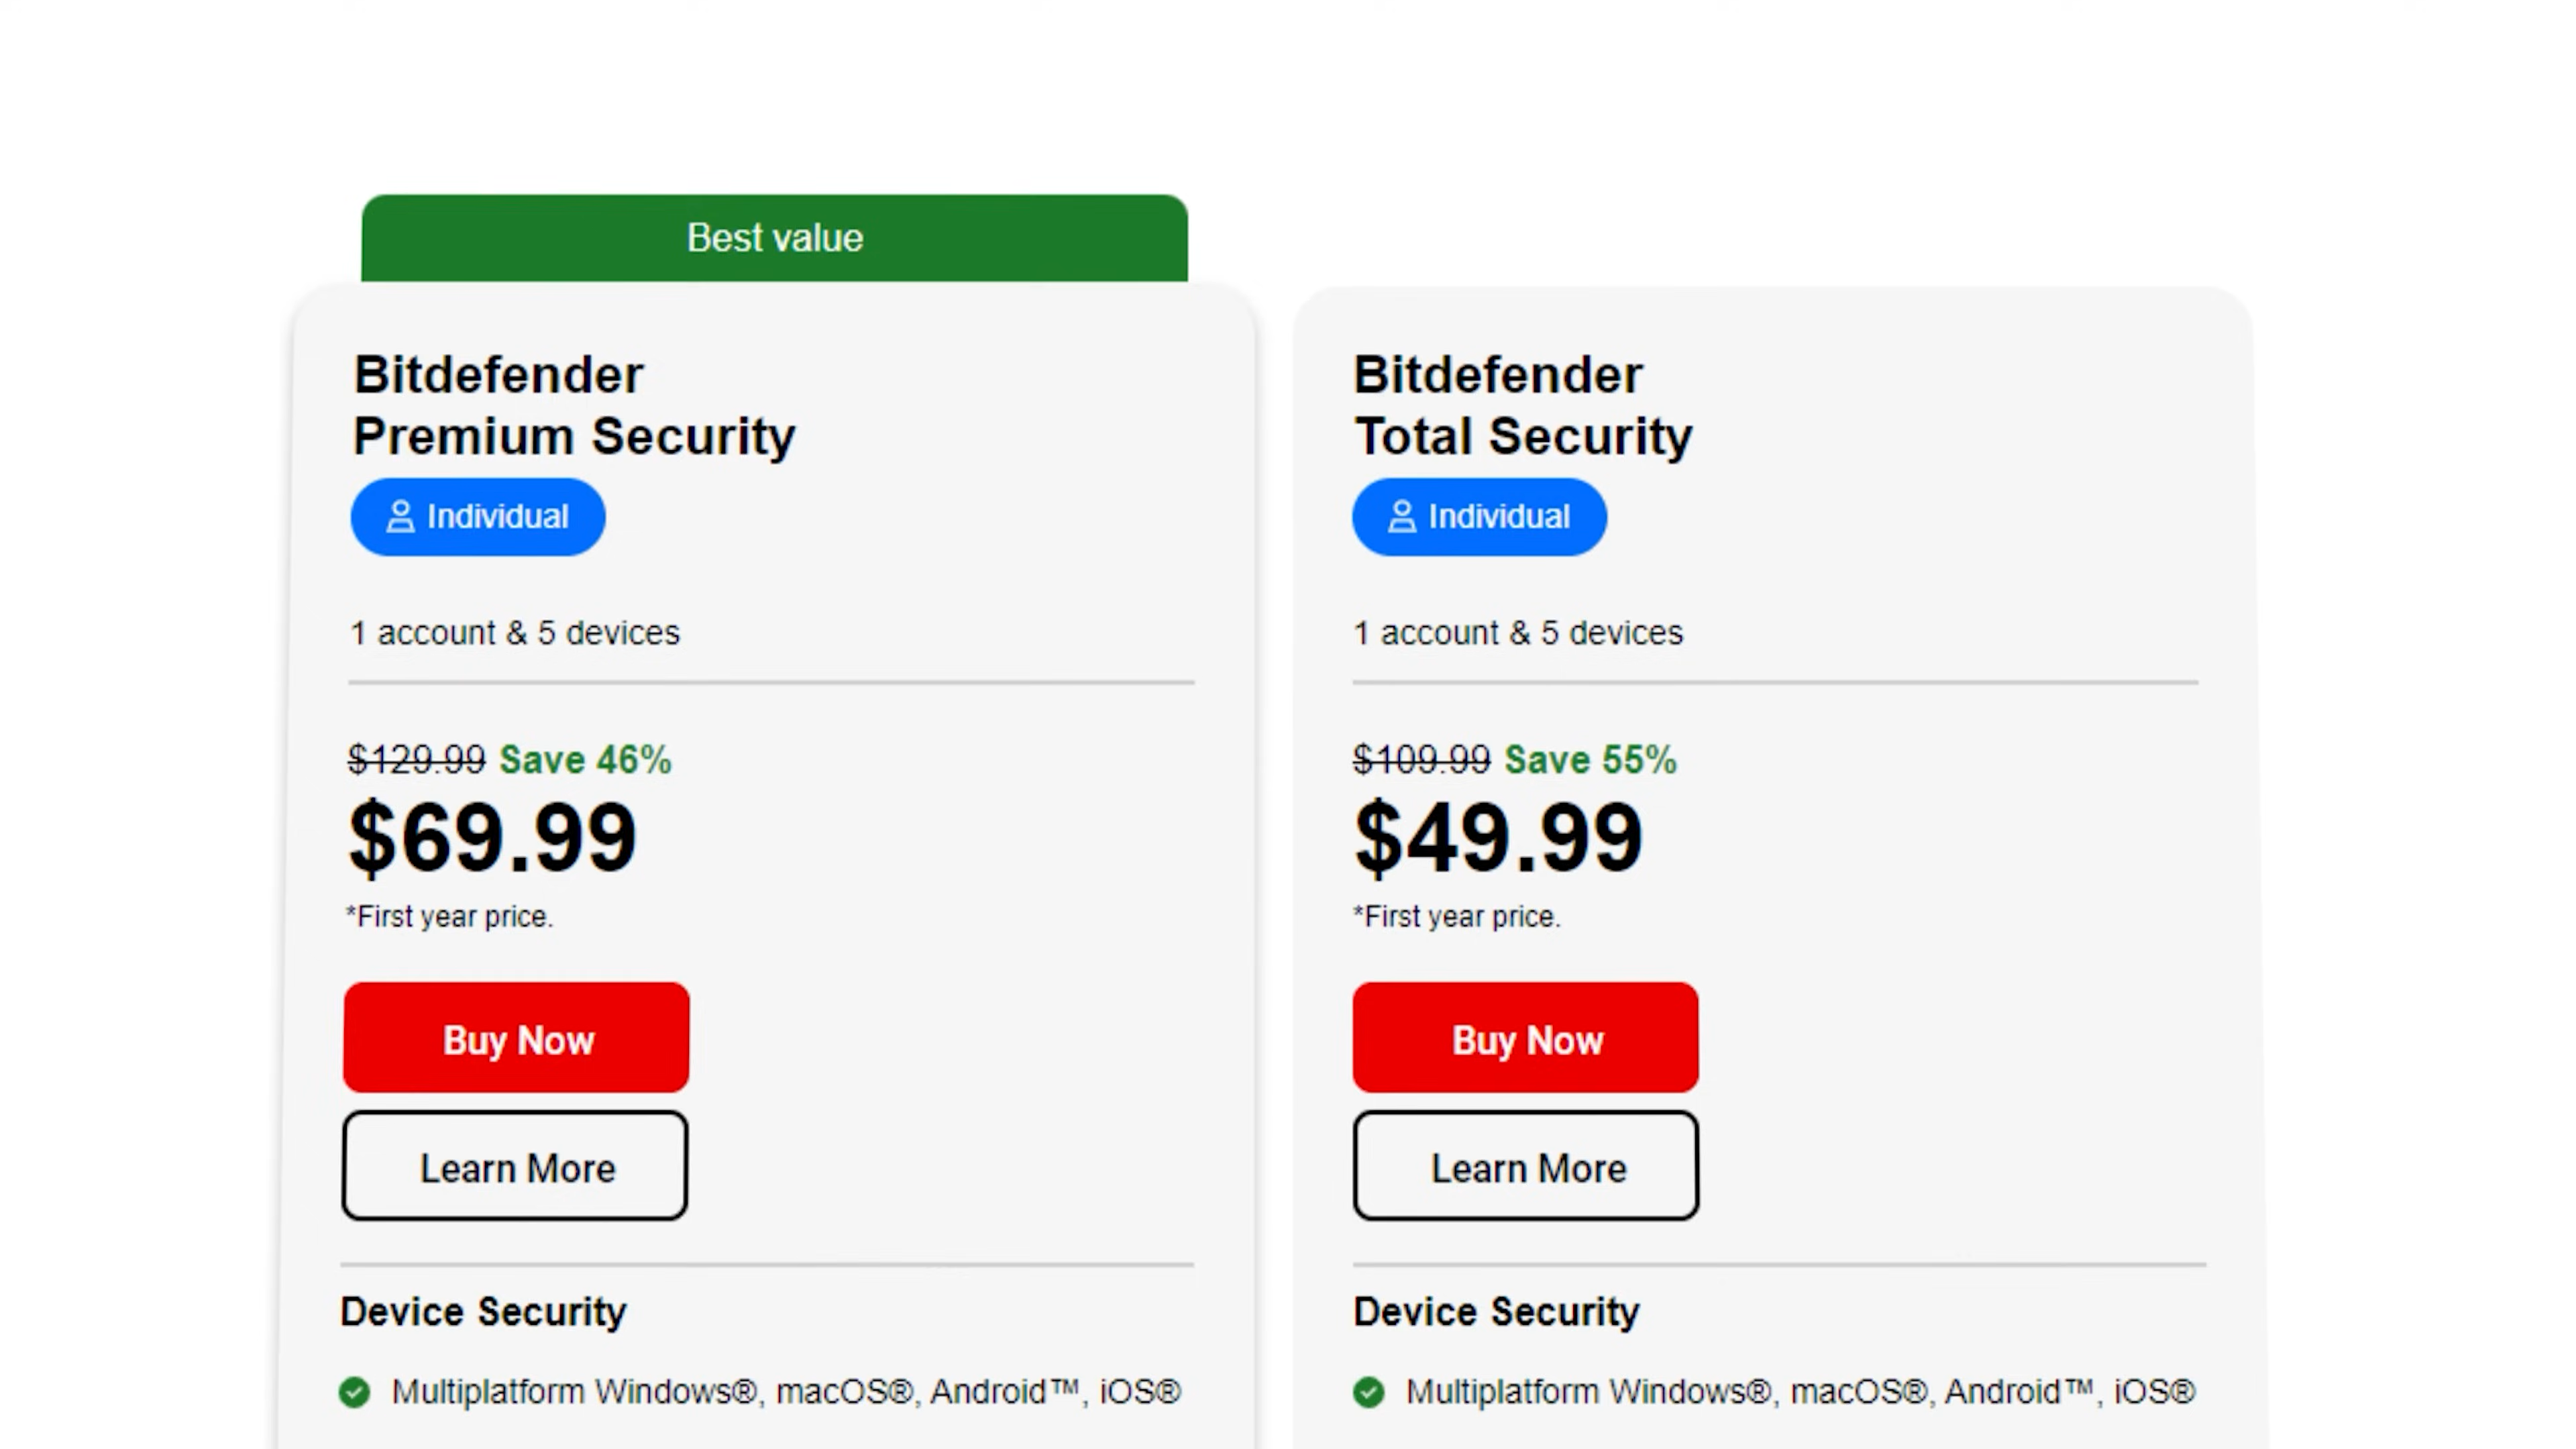 Best value
Bitdefender
Premium Security
Individual
1 account & 5 devices
$129.99 Save 46%
$69.99
*First year price.
Buy Now
Learn More
Device Security
Multiplatform Windows®, macOS®, Android™, iOS®
Bitdefender
Total Security
Individual
1 account & 5 devices
$109.99 Save 55%
$49.99
*First year price.
Buy Now
Learn More
Device Security
Multiplatform Windows®, macOS®, Android™, iOS®